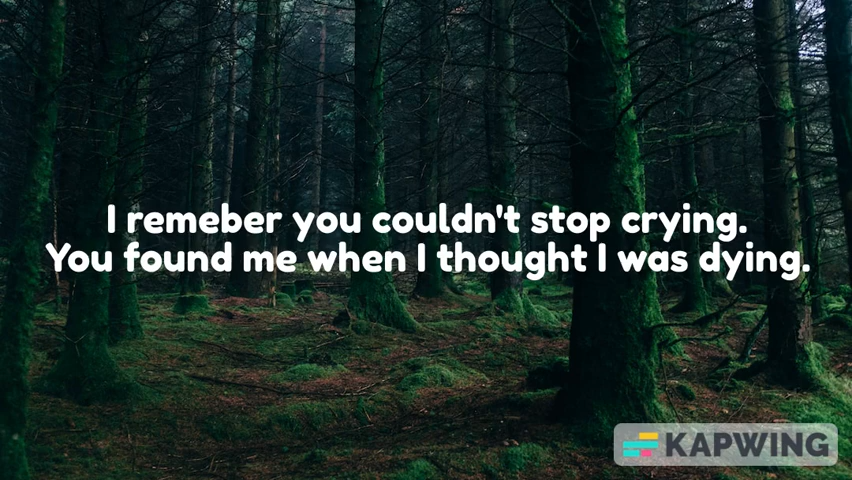 I remeber you couldn't stop crying.
You found me when I thought I was dying.
KAPWING